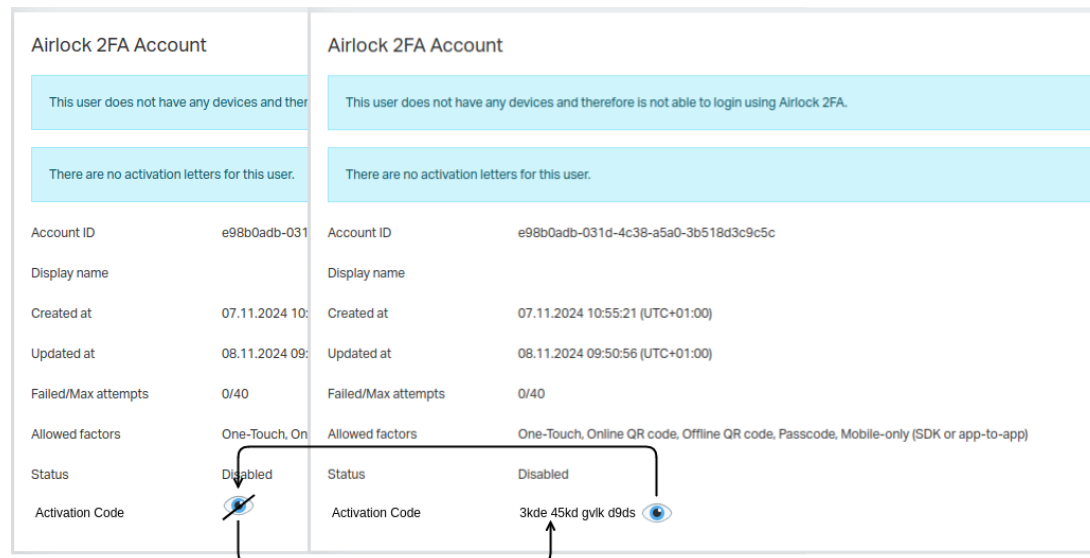 Airlock 2FA Account
This user does not have any devices and ther
There are no activation letters for this user.
Account ID e98b0adb-031
Display name
Created at 07.11.2024 10:
Updated at 08.11.2024 09:
Failed/Max attempts 0/40
Allowed factors One-Touch, On
Status Disabled
Activation Code
Airlock 2FA Account
This user does not have any devices and therefore is not able to login using Airlock 2FA.
There are no activation letters for this user.
Account ID e98b0adb-031d-4c38-a5a0-3b518d3c9c5c
Display name
Created at 07.11.2024 10:55:21 (UTC+01:00)
Updated at 08.11.2024 09:50:56 (UTC+01:00)
Failed/Max attempts 0/40
Allowed factors One-Touch, Online QR code, Offline QR code, Passcode, Mobile-only (SDK or app-to-app)
Status Disabled
Activation Code 3kde 45kd gvlk d9ds